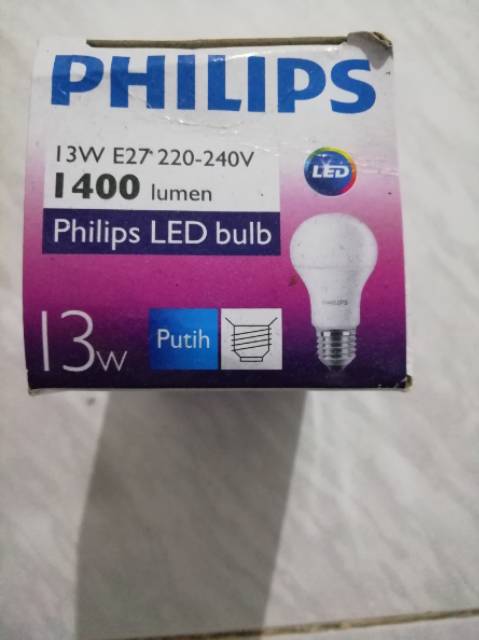 PHILIPS
13W E27 220-240V
1400 lumen
LED
Philips LED bulb
PHILIPS
13W
Putih